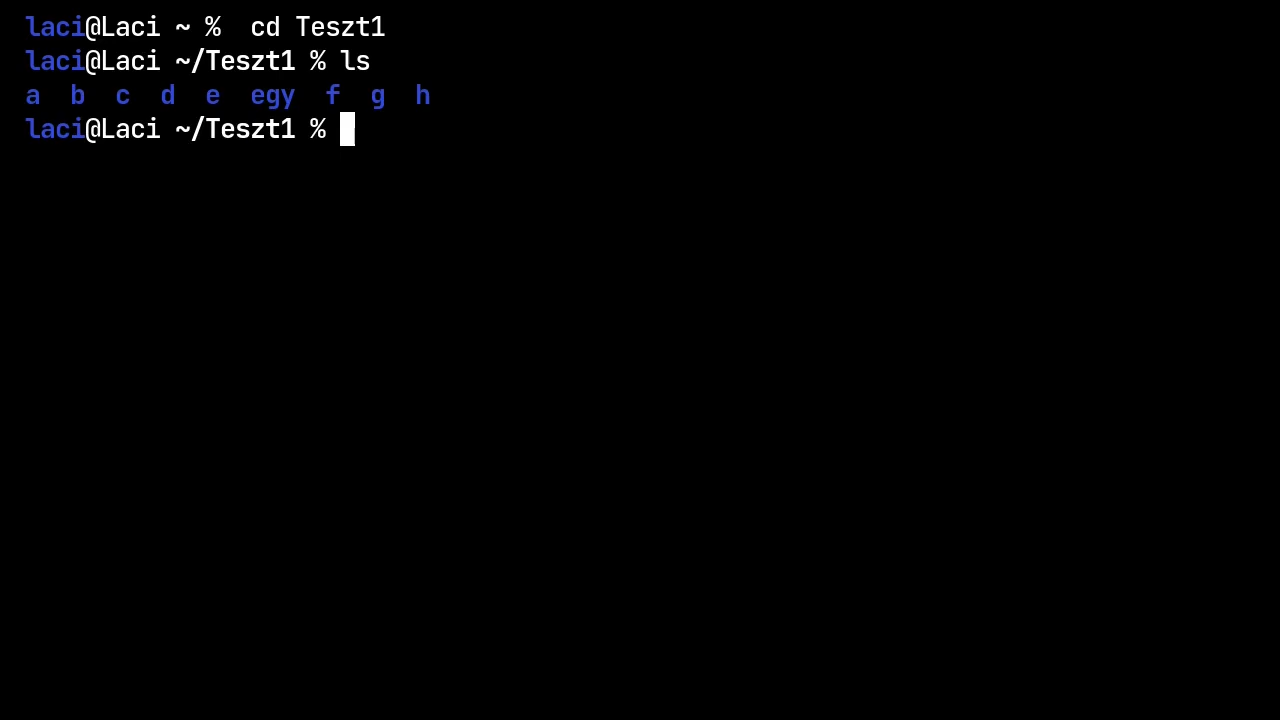 laci@Laci ~ %  cd Teszt1
laci@Laci ~/Teszt1 % ls
a  b  c  d  e  egy  f  g  h
laci@Laci ~/Teszt1 %